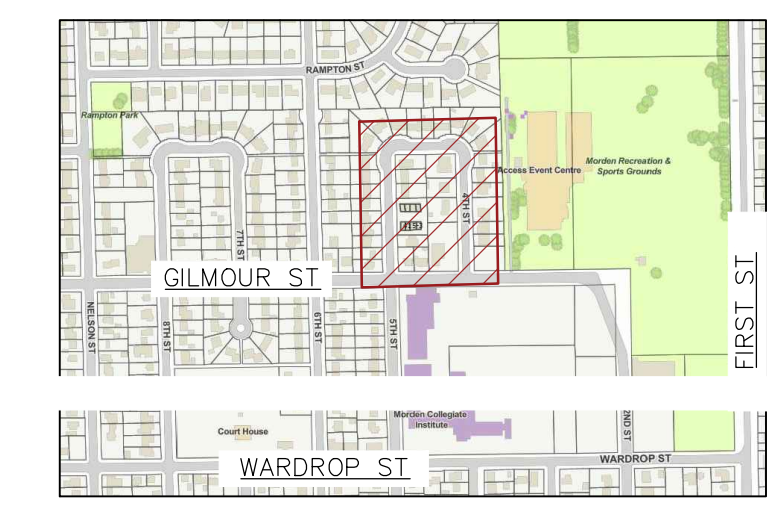 RAMPTON ST
Rampton Park
Access Event Centre
Morden Recreation &
Sports Grounds
4TH ST
7TH ST
GILMOUR ST
FIRST ST
NELSON ST
8TH ST
6TH ST
5TH ST
Morden Collegiate
Institute
Court House
2ND ST
WARDROP ST
WARDROP ST